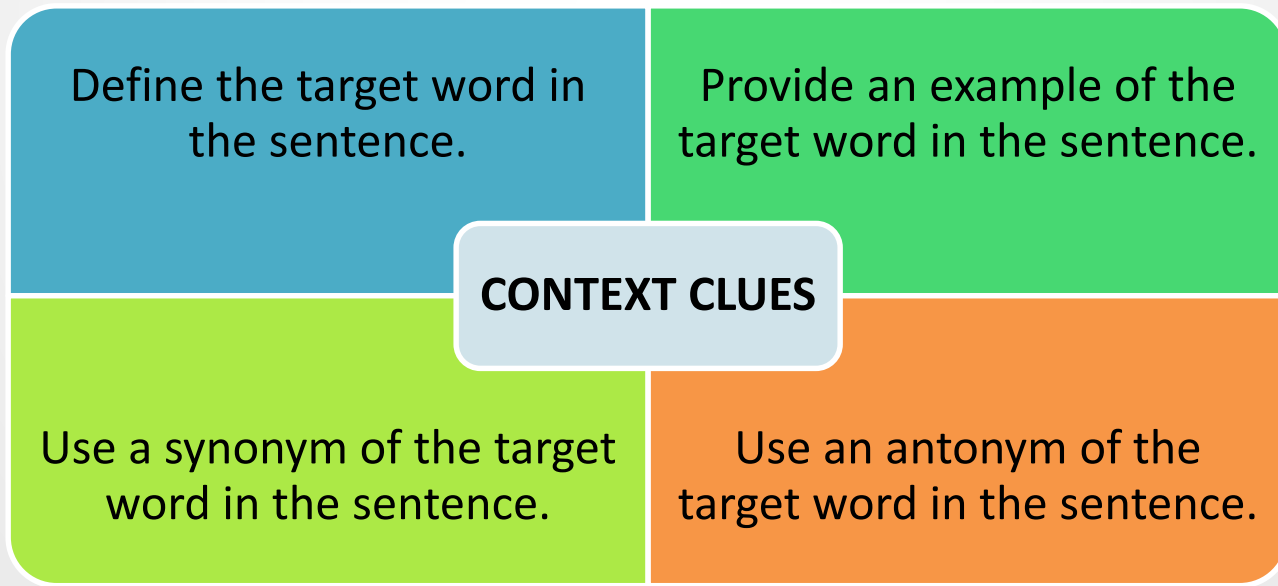 Define the target word in
the sentence.
Provide an example of the
target word in the sentence.
CONTEXT CLUES
Use a synonym of the target
word in the sentence.
Use an antonym of the
target word in the sentence.